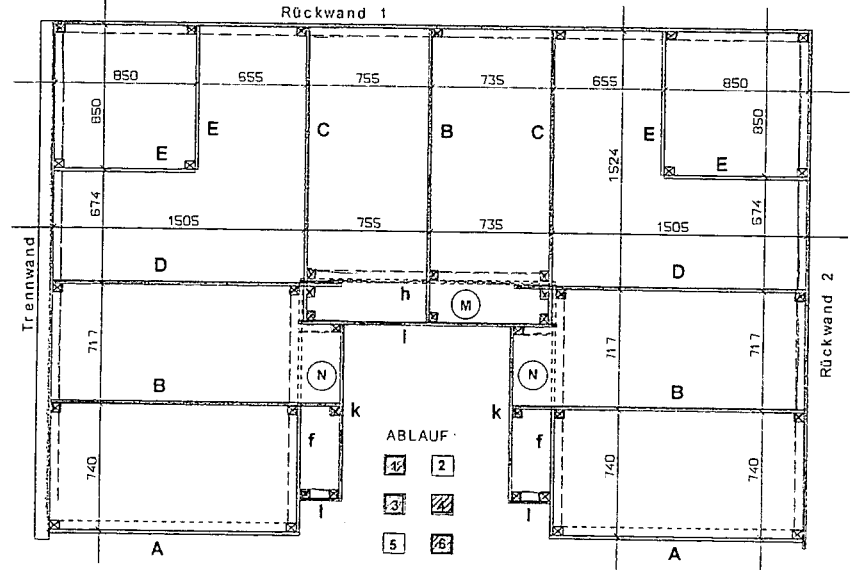 Rückwand 1
850 655 755 735 655 850
850 E C B C E 850
E 1524 E
674 674
1505 755 735 1505
Trennwand
D D
h M
Rückwand 2
l
717 717 717
N N
B B
k k
f f
ABLAUF:
1 2
740 740 740
3 4
l l
5 6
A A